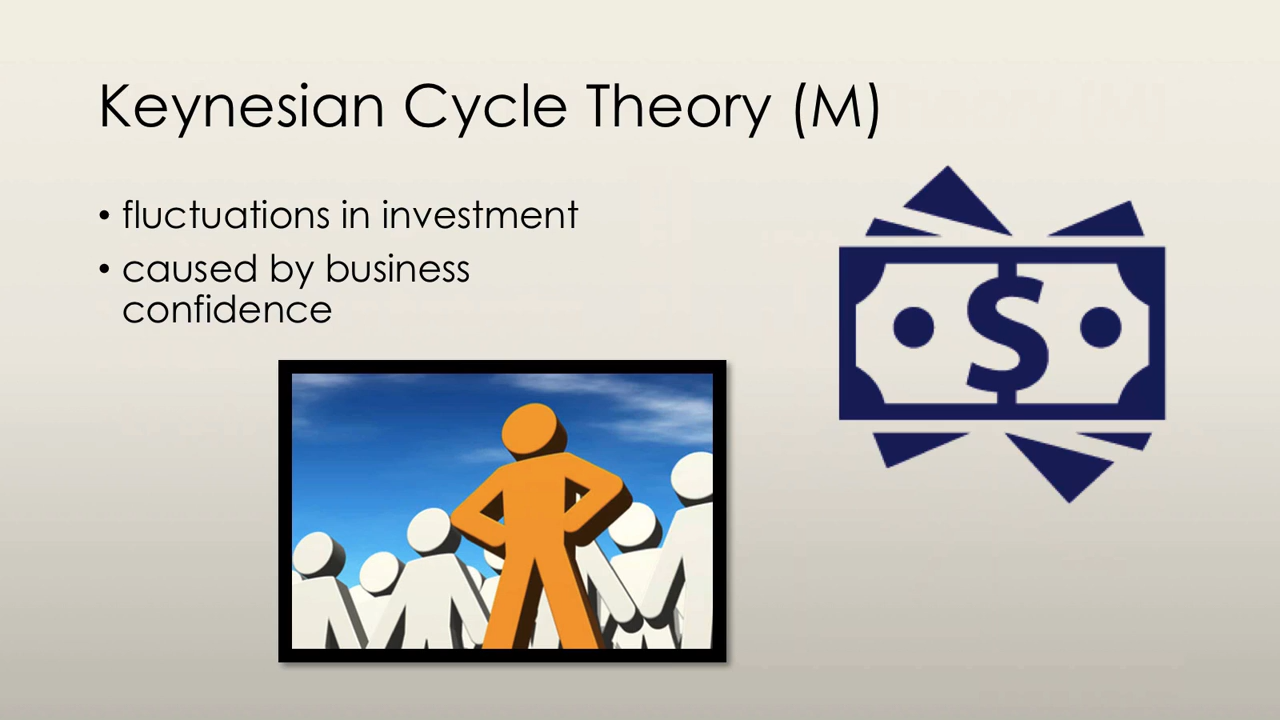 Keynesian Cycle Theory (M)
• fluctuations in investment
• caused by business
confidence
$